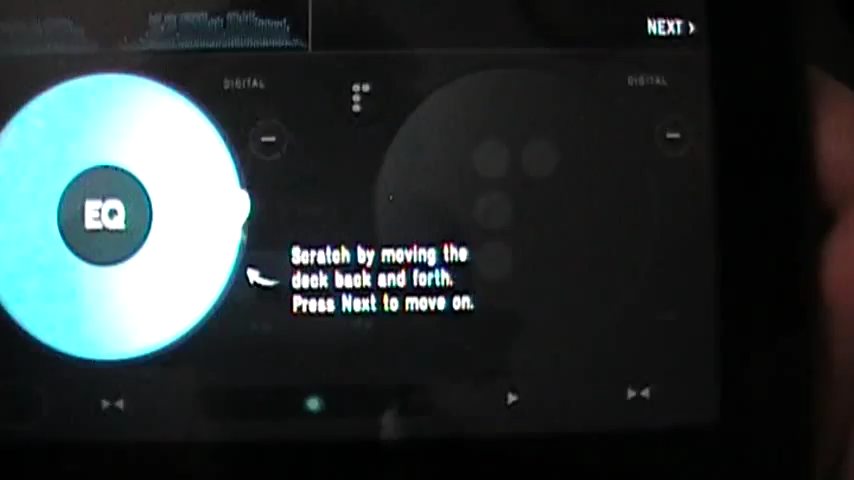 NEXT >
DIGITAL
DIGITAL
EQ
Scratch by moving the
deck back and forth.
Press Next to move on.